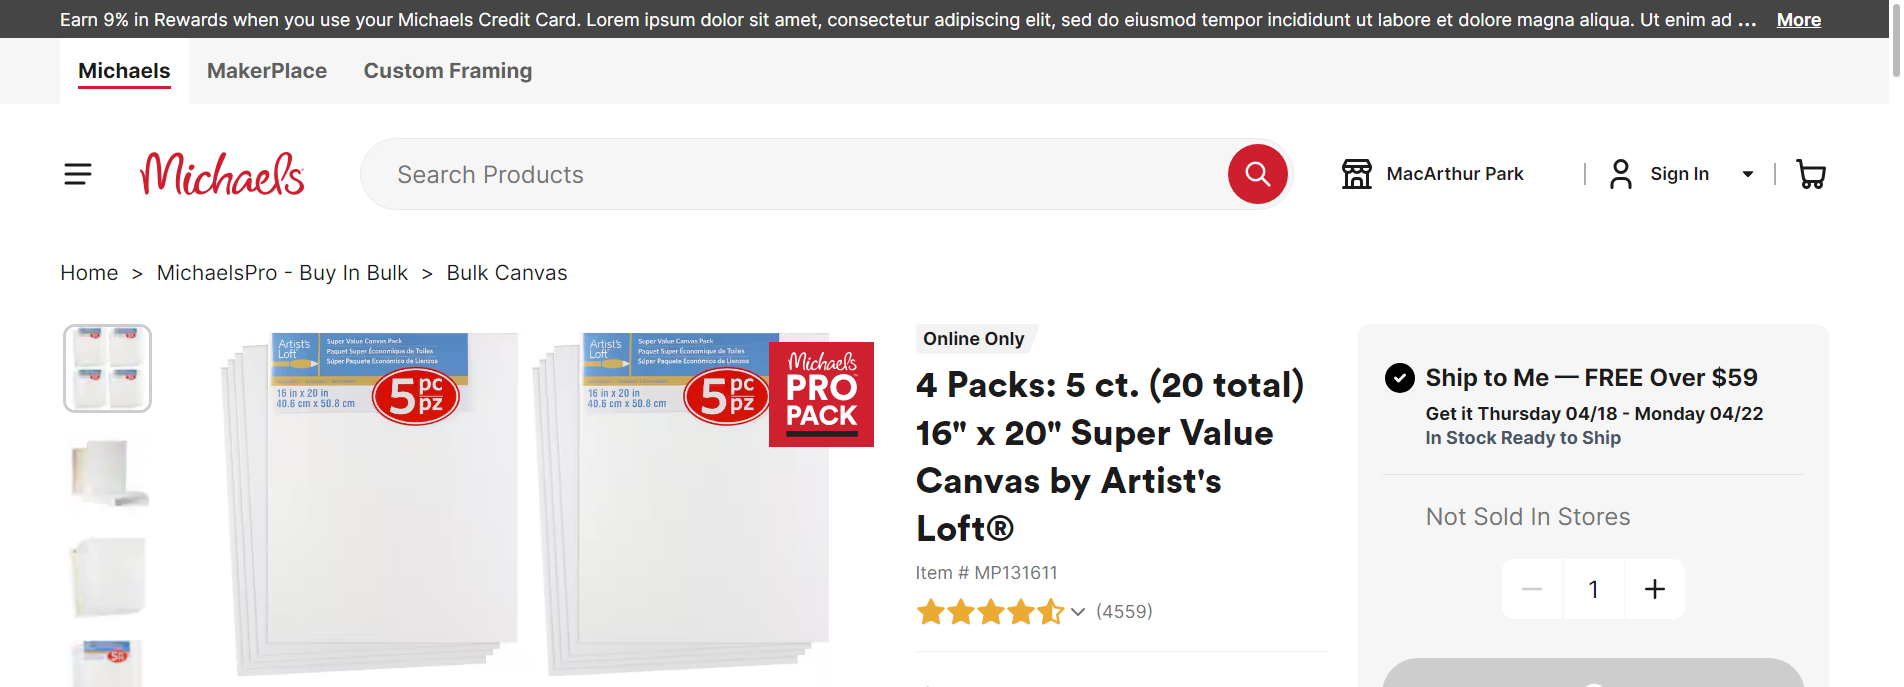 Earn 9% in Rewards when you use your Michaels Credit Card. Lorem ipsum dolor sit amet, consectetur adipiscing elit, sed do eiusmod tempor incididunt ut labore et dolore magna aliqua. Ut enim ad ... More
Michaels MakerPlace Custom Framing
Michaels
Search Products
MacArthur Park
Sign In
Home > MichaelsPro - Buy In Bulk > Bulk Canvas
Artist's Loft
Super Value Canvas Pack
Paquet Super Économique de Toiles
Súper Paquete Económico de Lienzos
16 in x 20 in
40.6 cm x 50.8 cm
5 pc pz
Artist's Loft
Super Value Canvas Pack
Paquet Super Économique de Toiles
Súper Paquete Económico de Lienzos
16 in x 20 in
40.6 cm x 50.8 cm
5 pc pz
Michaels
PRO
PACK
Online Only
4 Packs: 5 ct. (20 total)
16" x 20" Super Value
Canvas by Artist's
Loft®
Item # MP131611
(4559)
Ship to Me — FREE Over $59
Get it Thursday 04/18 - Monday 04/22
In Stock Ready to Ship
Not Sold In Stores
1